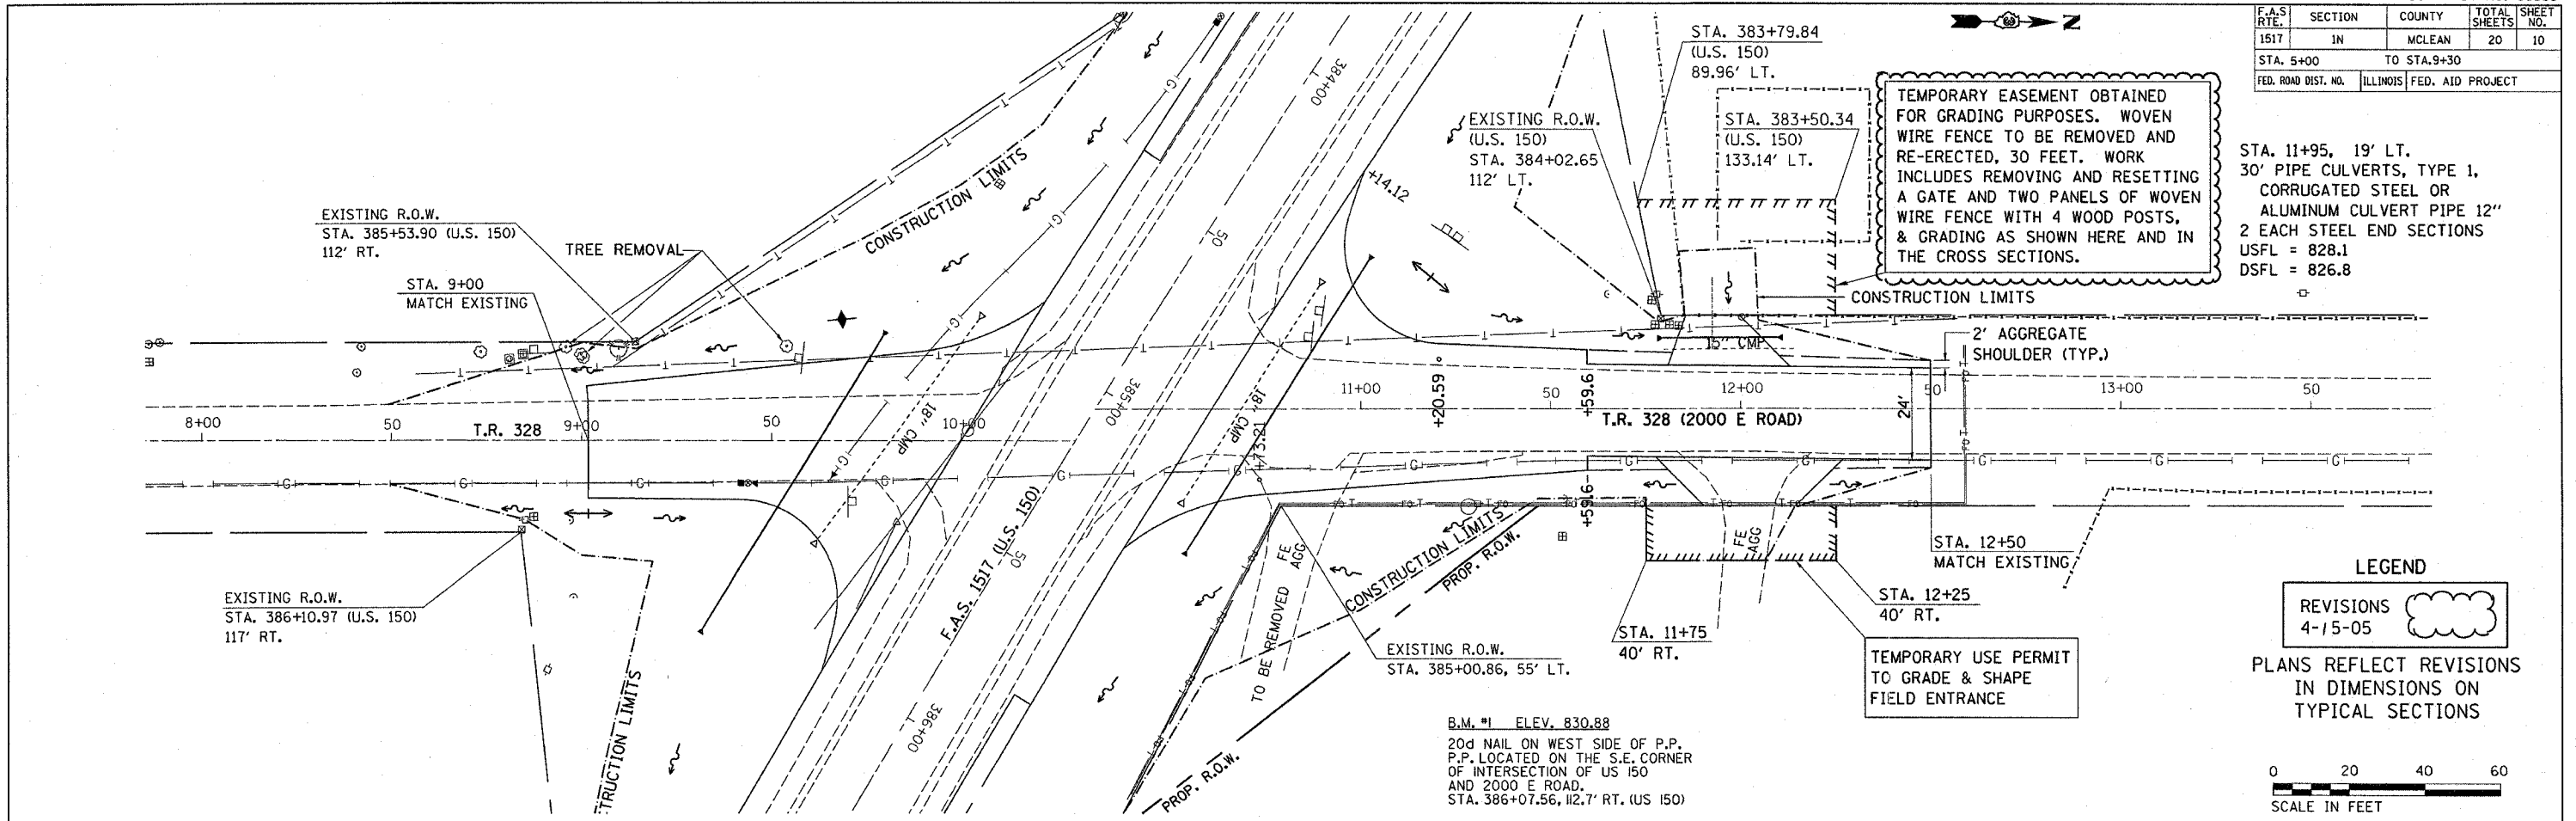 F.A.S RTE. SECTION COUNTY TOTAL SHEETS SHEET NO.
1517 1N MCLEAN 20 10
STA. 5+00 TO STA.9+30
FED. ROAD DIST. NO. ILLINOIS FED. AID PROJECT
Z
STA. 383+79.84
(U.S. 150)
89.96' LT.
EXISTING R.O.W.
(U.S. 150)
STA. 384+02.65
112' LT.
STA. 383+50.34
(U.S. 150)
133.14' LT.
TEMPORARY EASEMENT OBTAINED
FOR GRADING PURPOSES. WOVEN
WIRE FENCE TO BE REMOVED AND
RE-ERECTED, 30 FEET. WORK
INCLUDES REMOVING AND RESETTING
A GATE AND TWO PANELS OF WOVEN
WIRE FENCE WITH 4 WOOD POSTS,
& GRADING AS SHOWN HERE AND IN
THE CROSS SECTIONS.
STA. 11+95, 19' LT.
30' PIPE CULVERTS, TYPE 1,
CORRUGATED STEEL OR
ALUMINUM CULVERT PIPE 12"
2 EACH STEEL END SECTIONS
USFL = 828.1
DSFL = 826.8
CONSTRUCTION LIMITS
2' AGGREGATE
SHOULDER (TYP.)
EXISTING R.O.W.
STA. 385+53.90 (U.S. 150)
112' RT.
TREE REMOVAL
STA. 9+00
MATCH EXISTING
CONSTRUCTION LIMITS
384+00
50
385+00
50
386+00
+14.12
15" CMP
18" CMP
18" CMP
+73.21
+20.59
+59.6
+59.6
24'
8+00
50
T.R. 328
9+00
50
10+00
11+00
50
T.R. 328 (2000 E ROAD)
12+00
50
13+00
50
F.A.S. 1517 (U.S. 150)
EXISTING R.O.W.
STA. 386+10.97 (U.S. 150)
117' RT.
TRUCTION LIMITS
TO BE REMOVED
FE
AGG
CONSTRUCTION LIMITS
PROP. R.O.W.
PROP. R.O.W.
FE
AGG
EXISTING R.O.W.
STA. 385+00.86, 55' LT.
STA. 11+75
40' RT.
STA. 12+25
40' RT.
STA. 12+50
MATCH EXISTING
TEMPORARY USE PERMIT
TO GRADE & SHAPE
FIELD ENTRANCE
B.M. #1 ELEV. 830.88
20d NAIL ON WEST SIDE OF P.P.
P.P. LOCATED ON THE S.E. CORNER
OF INTERSECTION OF US 150
AND 2000 E ROAD.
STA. 386+07.56, 112.7' RT. (US 150)
LEGEND
REVISIONS
4-15-05
PLANS REFLECT REVISIONS
IN DIMENSIONS ON
TYPICAL SECTIONS
0 20 40 60
SCALE IN FEET